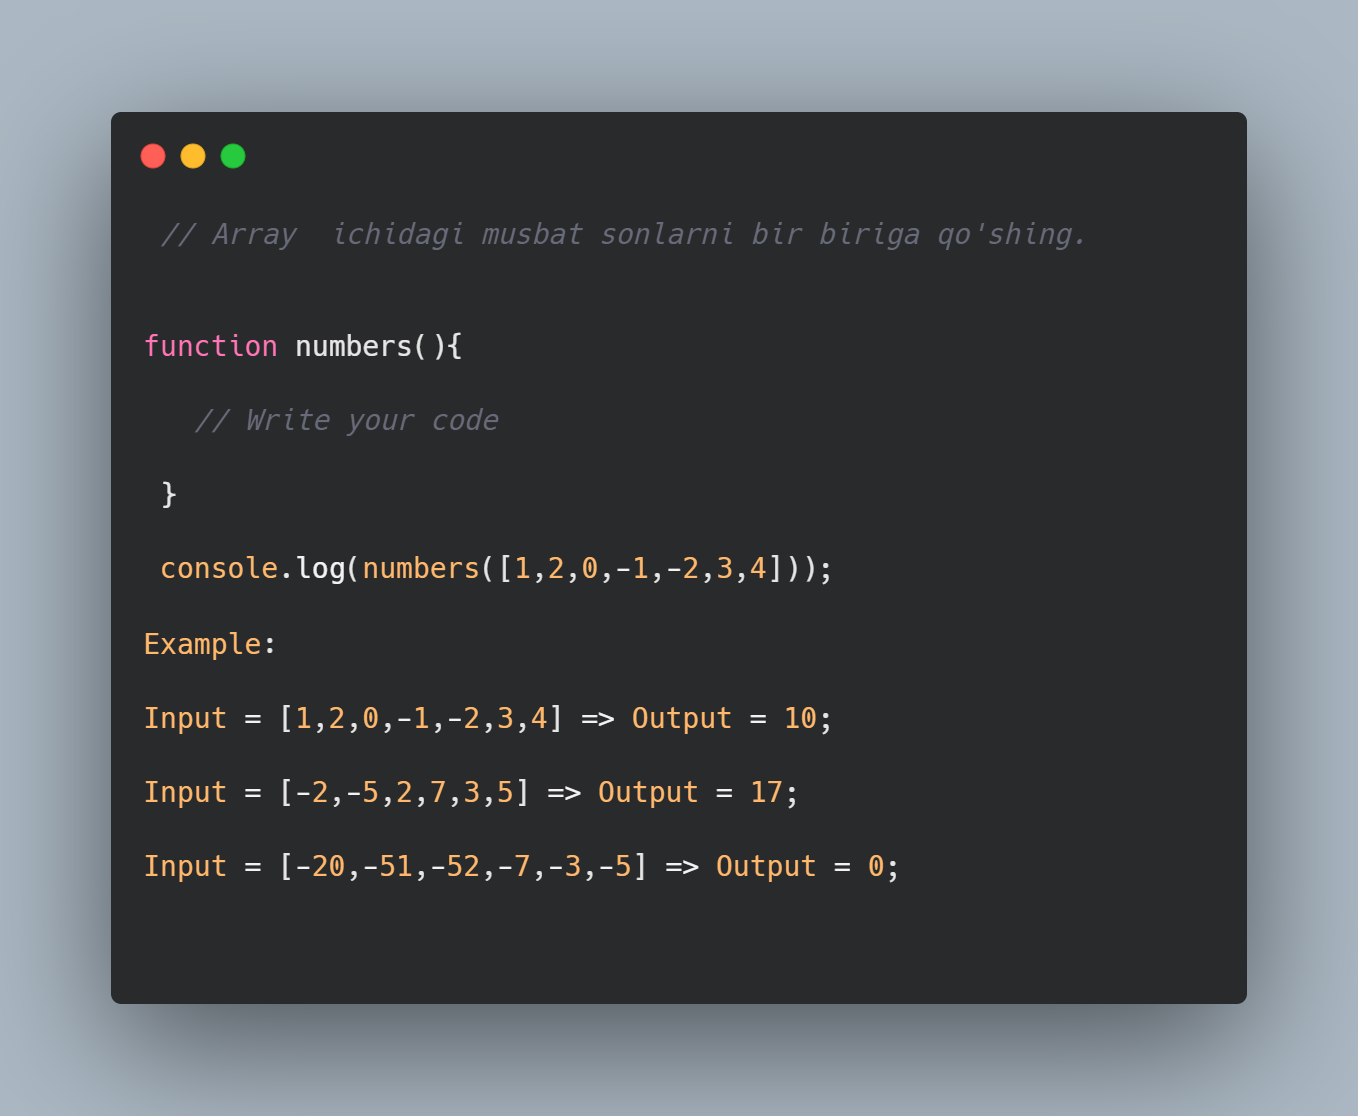 // Array  ichidagi musbat sonlarni bir biriga qo'shing.
function numbers(){
// Write your code
}
console.log(numbers([1,2,0,-1,-2,3,4]));
Example:
Input = [1,2,0,-1,-2,3,4] => Output = 10;
Input = [-2,-5,2,7,3,5] => Output = 17;
Input = [-20,-51,-52,-7,-3,-5] => Output = 0;